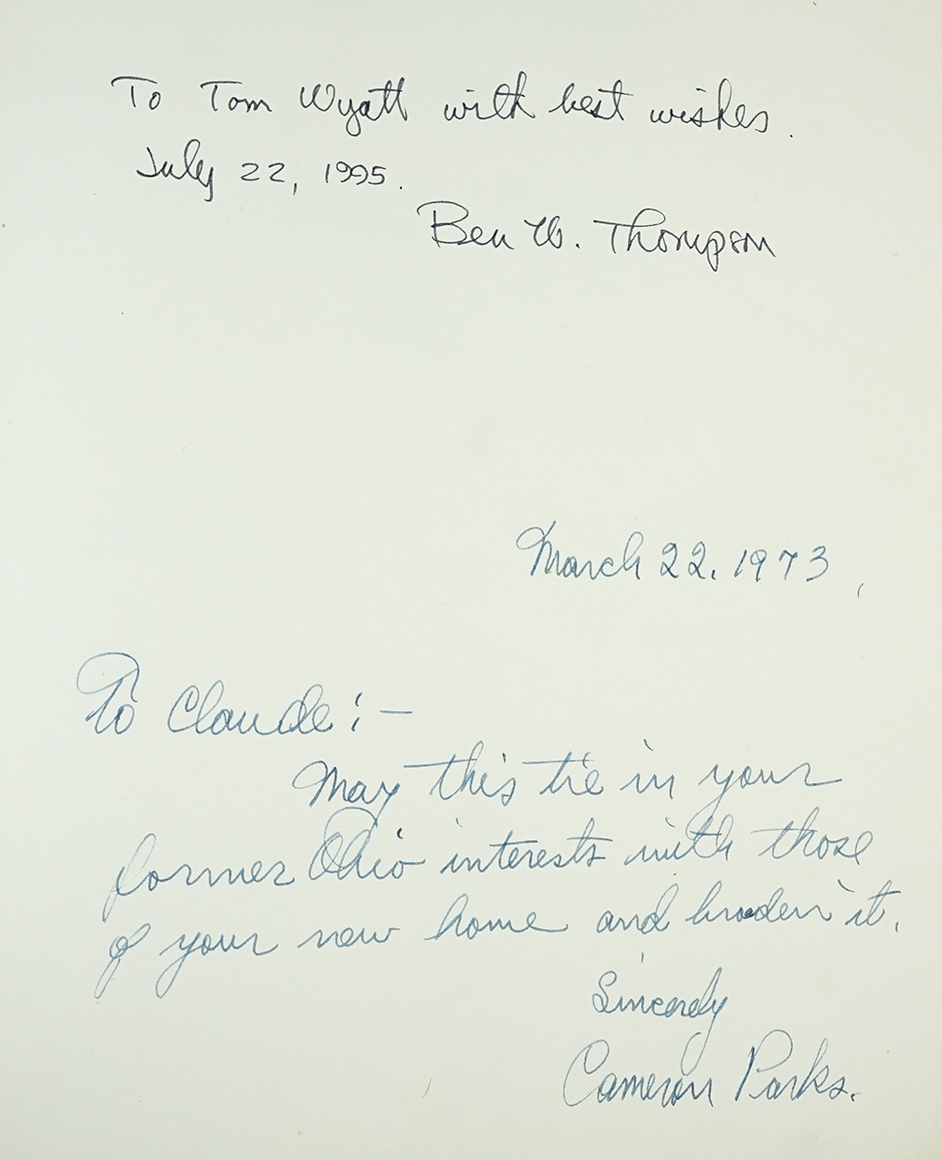 To Tom Wyatt with best wishes.
July 22, 1995.
Ben W. Thompson
March 22, 1973
To Claude:-
May this tie in your
former Ohio interests with those
of your new home and broden it.
Sincerely
Cameron Parks.